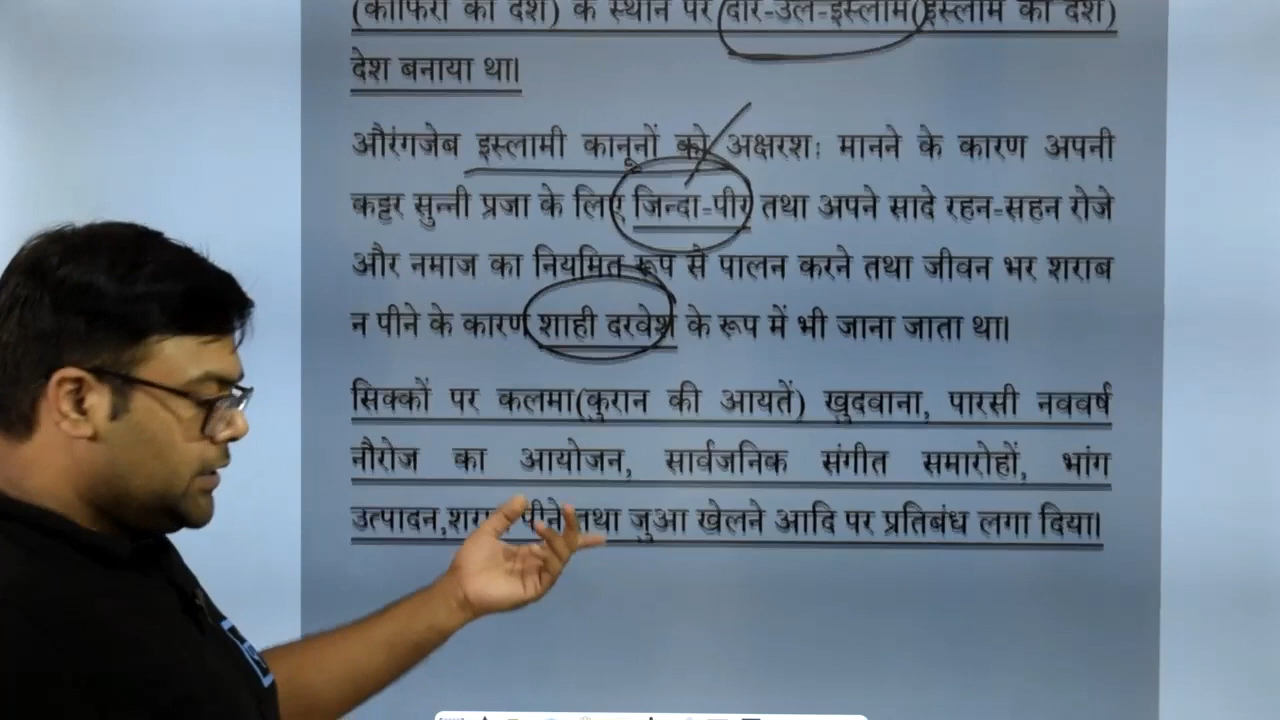 (काफिरों का देश) के स्थान पर (दार-उल-इस्लाम(इस्लाम का देश)
देश बनाया था।
औरंगजेब इस्लामी कानूनों को अक्षरशः मानने के कारण अपनी
कट्टर सुन्नी प्रजा के लिए जिन्दा-पीर तथा अपने सादे रहन-सहन रोजे
और नमाज का नियमित रूप से पालन करने तथा जीवन भर शराब
न पीने के कारण शाही दरवेश के रूप में भी जाना जाता था।
सिक्कों पर कलमा(कुरान की आयतें) खुदवाना, पारसी नववर्ष
नौरोज का आयोजन, सार्वजनिक संगीत समारोहों, भांग
उत्पादन,शराब पीने तथा जुआ खेलने आदि पर प्रतिबंध लगा दिया।